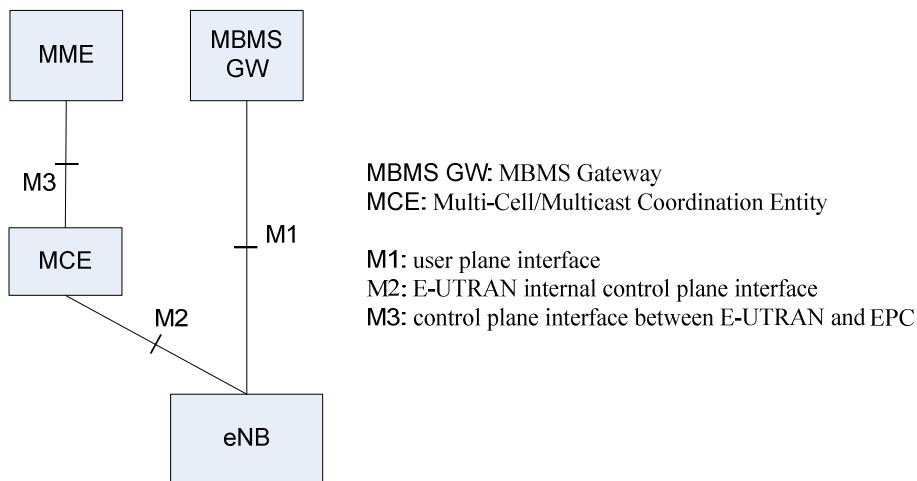 MME
MBMS
GW
M3
M1
MCE
M2
eNB
MBMS GW: MBMS Gateway
MCE: Multi-Cell/Multicast Coordination Entity
M1: user plane interface
M2: E-UTRAN internal control plane interface
M3: control plane interface between E-UTRAN and EPC